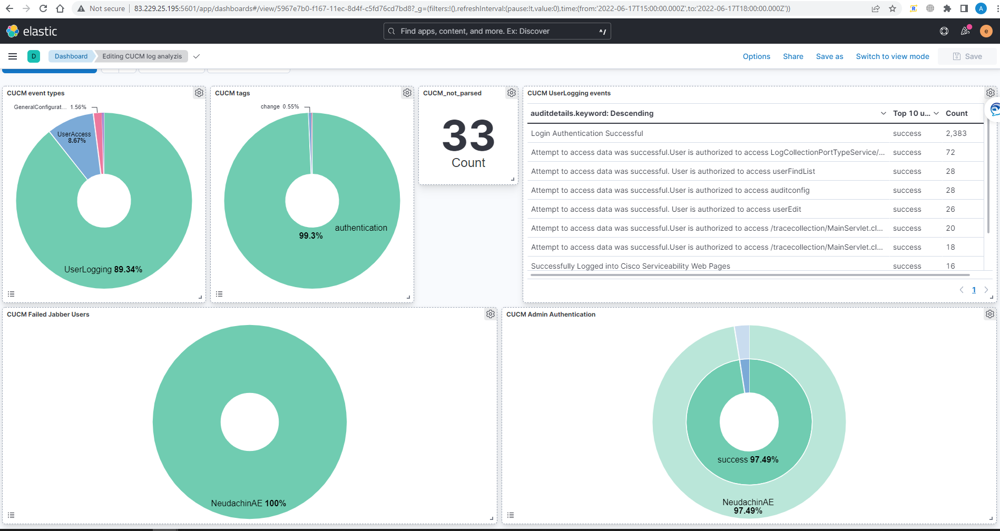 Not secure
83.229.25.195:5601/app/dashboards#/view/5967e7b0-f167-11ec-8d4f-c5fd76cd7bd8?_g=(filters:!(),refreshInterval:(pause:!t,value:0),time:(from:'2022-06-17T15:00:00.000Z',to:'2022-06-17T18:00:00.000Z'))
R
A
elastic
Find apps, content, and more. Ex: Discover
^/
e
D
Dashboard
Editing CUCM log analyzis
Options
Share
Save as
Switch to view mode
Save
CUCM event types
GeneralConfigurat... 1.56%
UserAccess
8.67%
UserLogging 89.34%
CUCM tags
change 0.55%
authentication
99.3%
CUCM_not_parsed
33
Count
CUCM UserLogging events
auditdetails.keyword: Descending Top 10 u... Count
Login Authentication Successful success 2,383
Attempt to access data was successful.User is authorized to access LogCollectionPortTypeService/... success 72
Attempt to access data was successful. User is authorized to access userFindList success 28
Attempt to access data was successful.User is authorized to access auditconfig success 28
Attempt to access data was successful. User is authorized to access userEdit success 26
Attempt to access data was successful.User is authorized to access /tracecollection/MainServlet.cl... success 20
Attempt to access data was successful.User is authorized to access /tracecollection/MainServlet.cl... success 18
Successfully Logged into Cisco Serviceability Web Pages success 16
1
CUCM Failed Jabber Users
NeudachinAE 100%
CUCM Admin Authentication
success 97.49%
NeudachinAE
97.49%